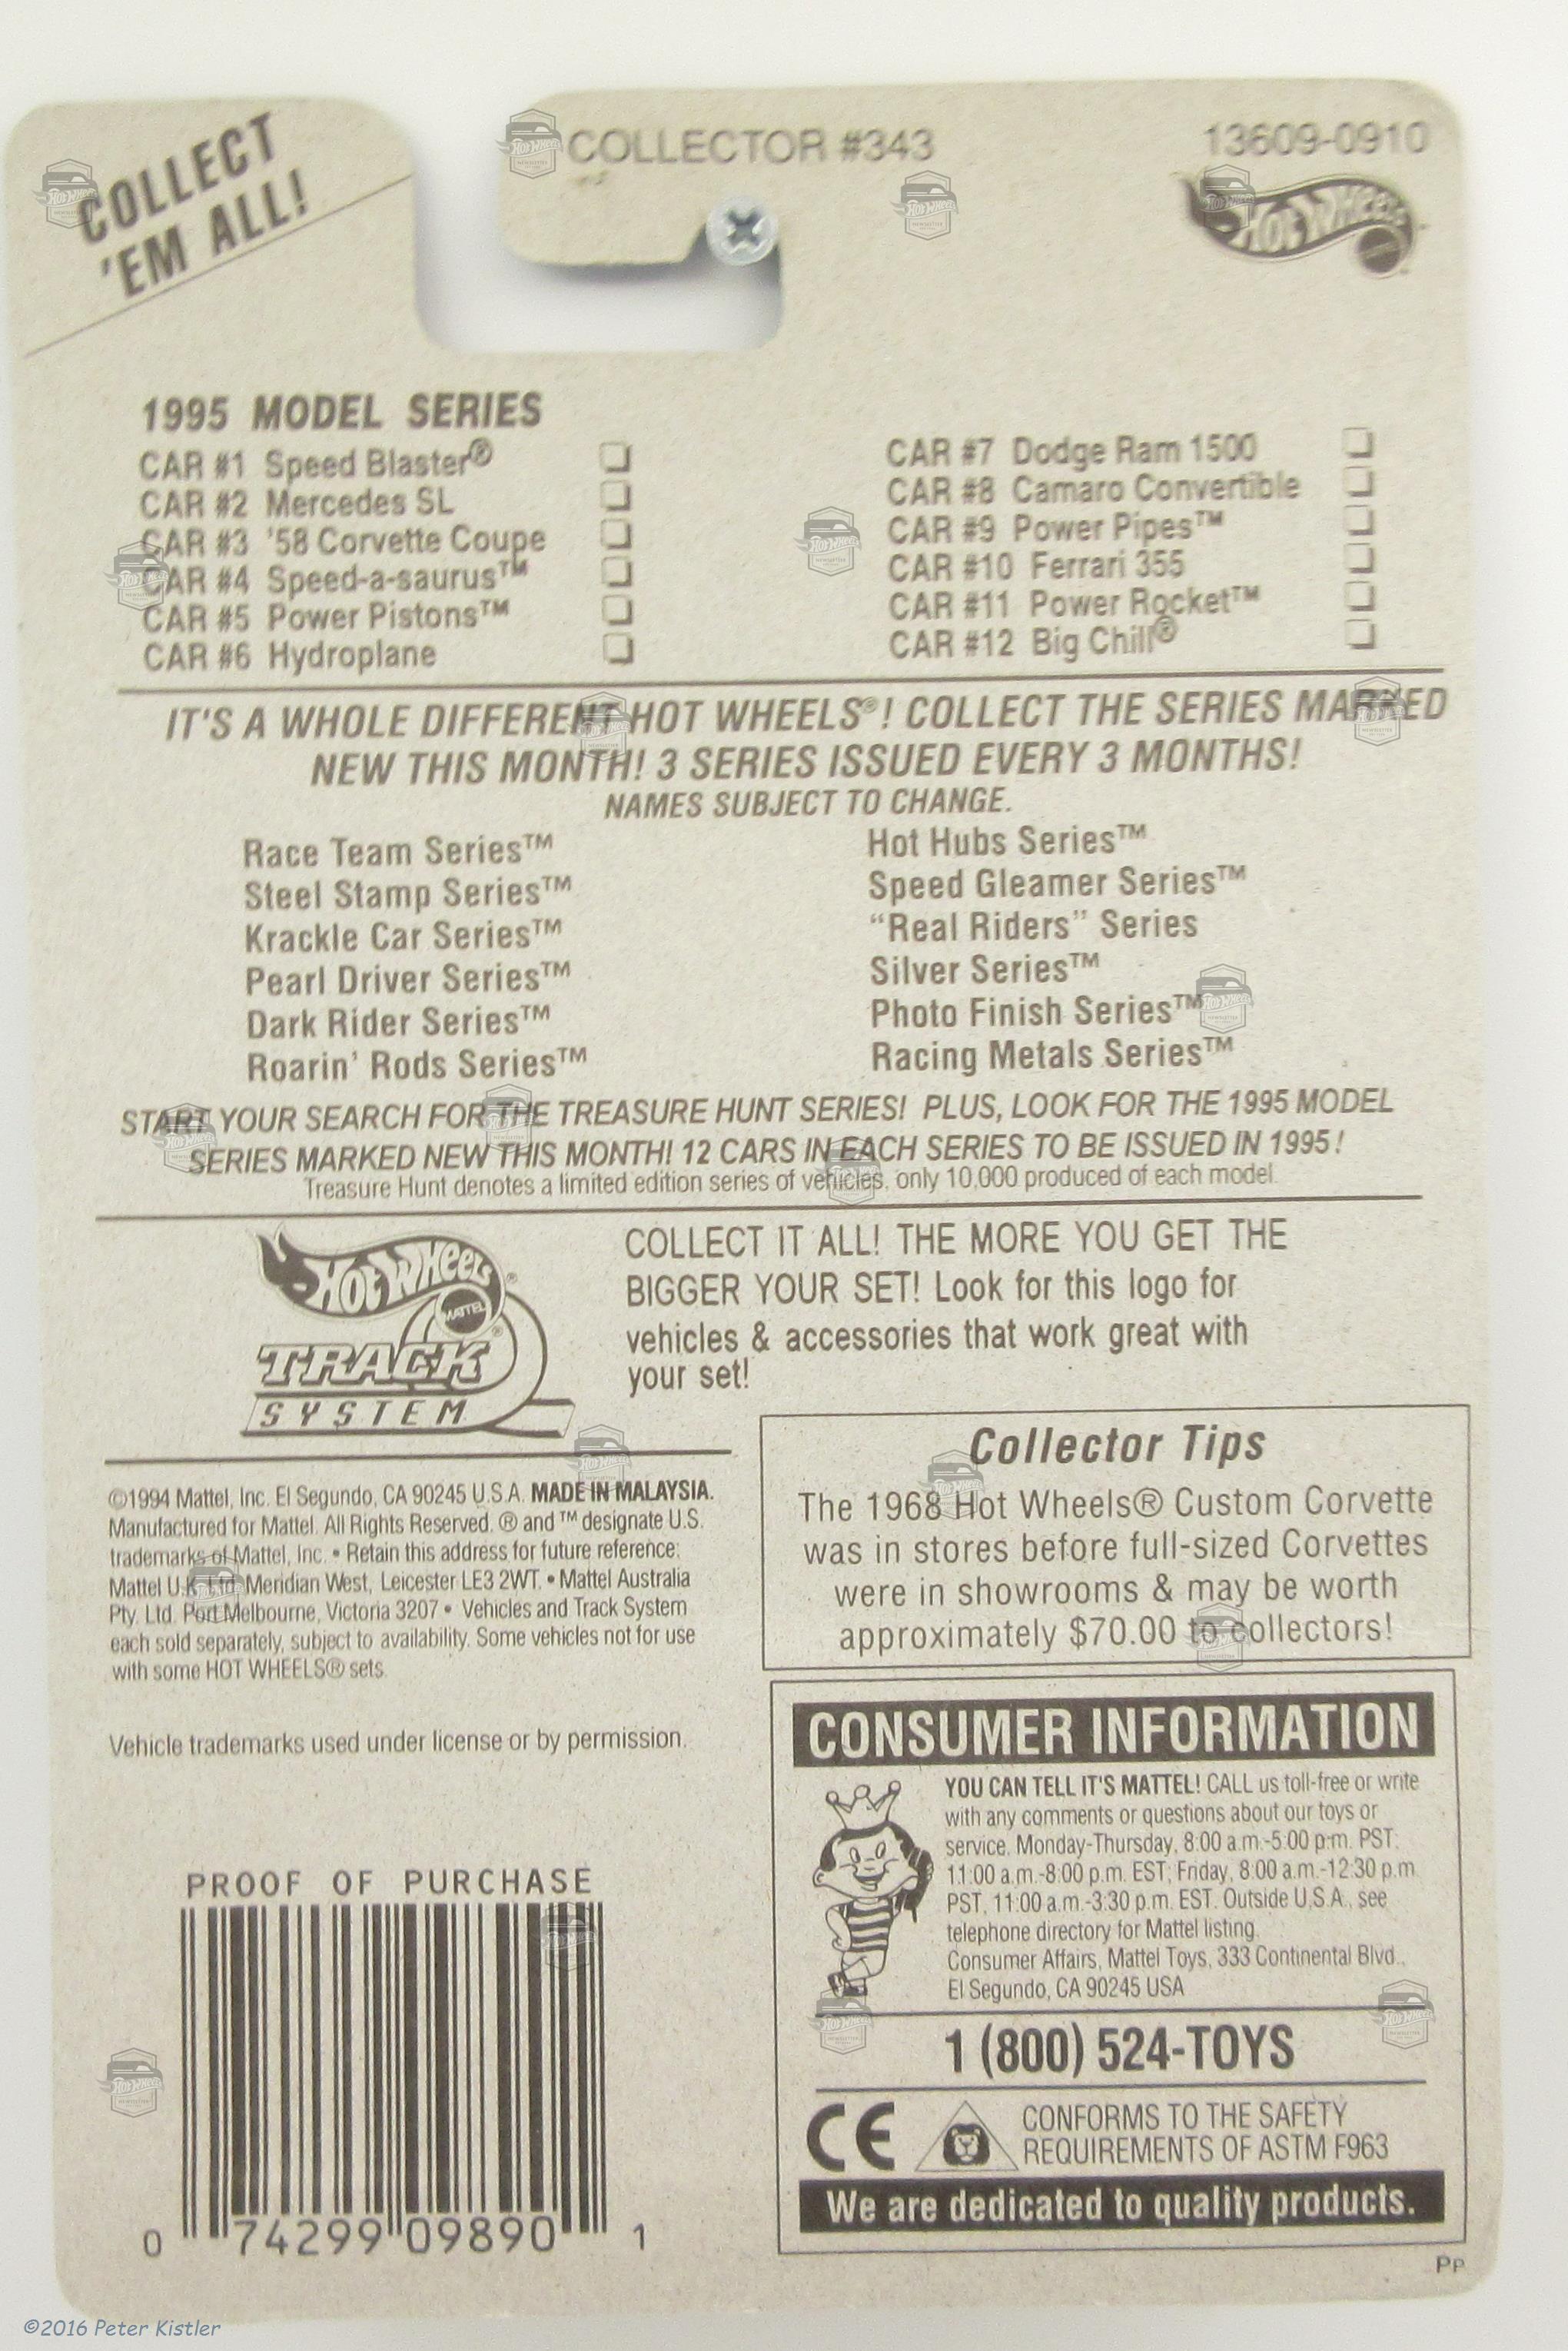 COLLECT
'EM ALL!
COLLECTOR #343
13609-0910
HOT WHEELS
1995 MODEL SERIES
CAR #1 Speed Blaster®
CAR #2 Mercedes SL
CAR #3 '58 Corvette Coupe
CAR #4 Speed-a-saurus™
CAR #5 Power Pistons™
CAR #6 Hydroplane
CAR #7 Dodge Ram 1500
CAR #8 Camaro Convertible
CAR #9 Power Pipes™
CAR #10 Ferrari 355
CAR #11 Power Rocket™
CAR #12 Big Chill®
IT'S A WHOLE DIFFERENT HOT WHEELS®! COLLECT THE SERIES MARKED
NEW THIS MONTH! 3 SERIES ISSUED EVERY 3 MONTHS!
NAMES SUBJECT TO CHANGE.
Race Team Series™
Steel Stamp Series™
Krackle Car Series™
Pearl Driver Series™
Dark Rider Series™
Roarin' Rods Series™
Hot Hubs Series™
Speed Gleamer Series™
“Real Riders” Series
Silver Series™
Photo Finish Series™
Racing Metals Series™
START YOUR SEARCH FOR THE TREASURE HUNT SERIES! PLUS, LOOK FOR THE 1995 MODEL
SERIES MARKED NEW THIS MONTH! 12 CARS IN EACH SERIES TO BE ISSUED IN 1995!
Treasure Hunt denotes a limited edition series of vehicles, only 10,000 produced of each model.
HOT WHEELS®
MATTEL
TRACK®
SYSTEM
COLLECT IT ALL! THE MORE YOU GET THE
BIGGER YOUR SET! Look for this logo for
vehicles & accessories that work great with
your set!
©1994 Mattel, Inc. El Segundo, CA 90245 U.S.A. MADE IN MALAYSIA.
Manufactured for Mattel. All Rights Reserved. ® and ™ designate U.S.
trademarks of Mattel, Inc. • Retain this address for future reference:
Mattel U.K. Ltd. Meridian West, Leicester LE3 2WT. • Mattel Australia
Pty. Ltd. Port Melbourne, Victoria 3207 • Vehicles and Track System
each sold separately, subject to availability. Some vehicles not for use
with some HOT WHEELS® sets.
Vehicle trademarks used under license or by permission.
Collector Tips
The 1968 Hot Wheels® Custom Corvette
was in stores before full-sized Corvettes
were in showrooms & may be worth
approximately $70.00 to collectors!
CONSUMER INFORMATION
YOU CAN TELL IT'S MATTEL! CALL us toll-free or write
with any comments or questions about our toys or
service, Monday-Thursday, 8:00 a.m.-5:00 p.m. PST;
11:00 a.m.-8:00 p.m. EST; Friday, 8:00 a.m.-12:30 p.m.
PST, 11:00 a.m.-3:30 p.m. EST. Outside U.S.A., see
telephone directory for Mattel listing.
Consumer Affairs, Mattel Toys, 333 Continental Blvd.,
El Segundo, CA 90245 USA
1 (800) 524-TOYS
CE
CONFORMS TO THE SAFETY
REQUIREMENTS OF ASTM F963
We are dedicated to quality products.
PROOF OF PURCHASE
0 74299 09890 1
PP
©2016 Peter Kistler